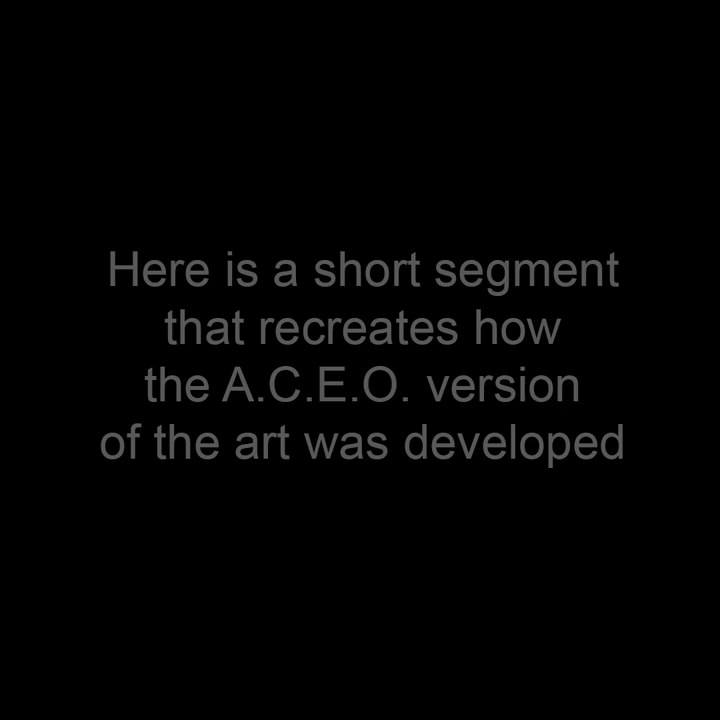 Here is a short segment
that recreates how
the A.C.E.O. version
of the art was developed